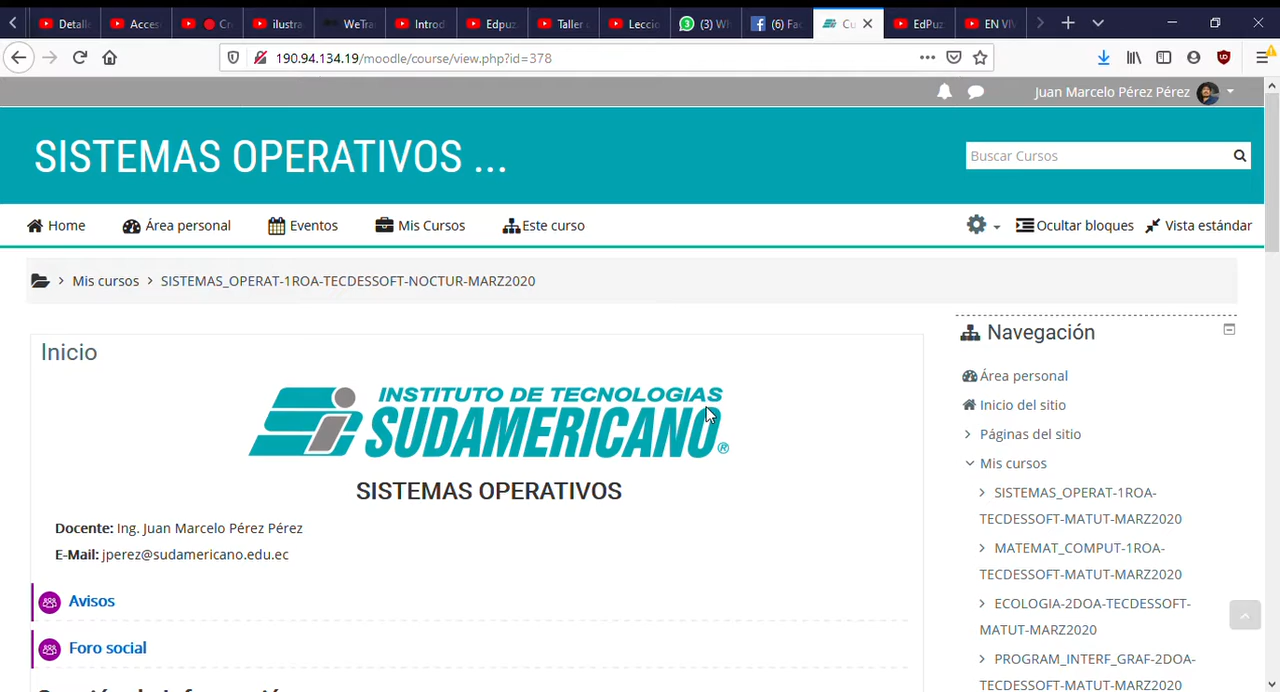 Detall
Acces
Cr
ilustra
WeTra
Introd
Edpuz
Taller
Leccio
(3) W
(6) Fa
Cu
EdPuz
EN VIV
190.94.134.19/moodle/course/view.php?id=378
Juan Marcelo Pérez Pérez
SISTEMAS OPERATIVOS ...
Buscar Cursos
Home
Área personal
Eventos
Mis Cursos
Este curso
Ocultar bloques
Vista estándar
Mis cursos
SISTEMAS_OPERAT-1ROA-TECDESSOFT-NOCTUR-MARZ2020
Inicio
INSTITUTO DE TECNOLOGIAS
SUDAMERICANO®
SISTEMAS OPERATIVOS
Docente: Ing. Juan Marcelo Pérez Pérez
E-Mail: jperez@sudamericano.edu.ec
Avisos
Foro social
Navegación
Área personal
Inicio del sitio
Páginas del sitio
Mis cursos
SISTEMAS_OPERAT-1ROA-
TECDESSOFT-MATUT-MARZ2020
MATEMAT_COMPUT-1ROA-
TECDESSOFT-MATUT-MARZ2020
ECOLOGIA-2DOA-TECDESSOFT-
MATUT-MARZ2020
PROGRAM_INTERF_GRAF-2DOA-
TECDESSOFT-MATUT-MARZ2020